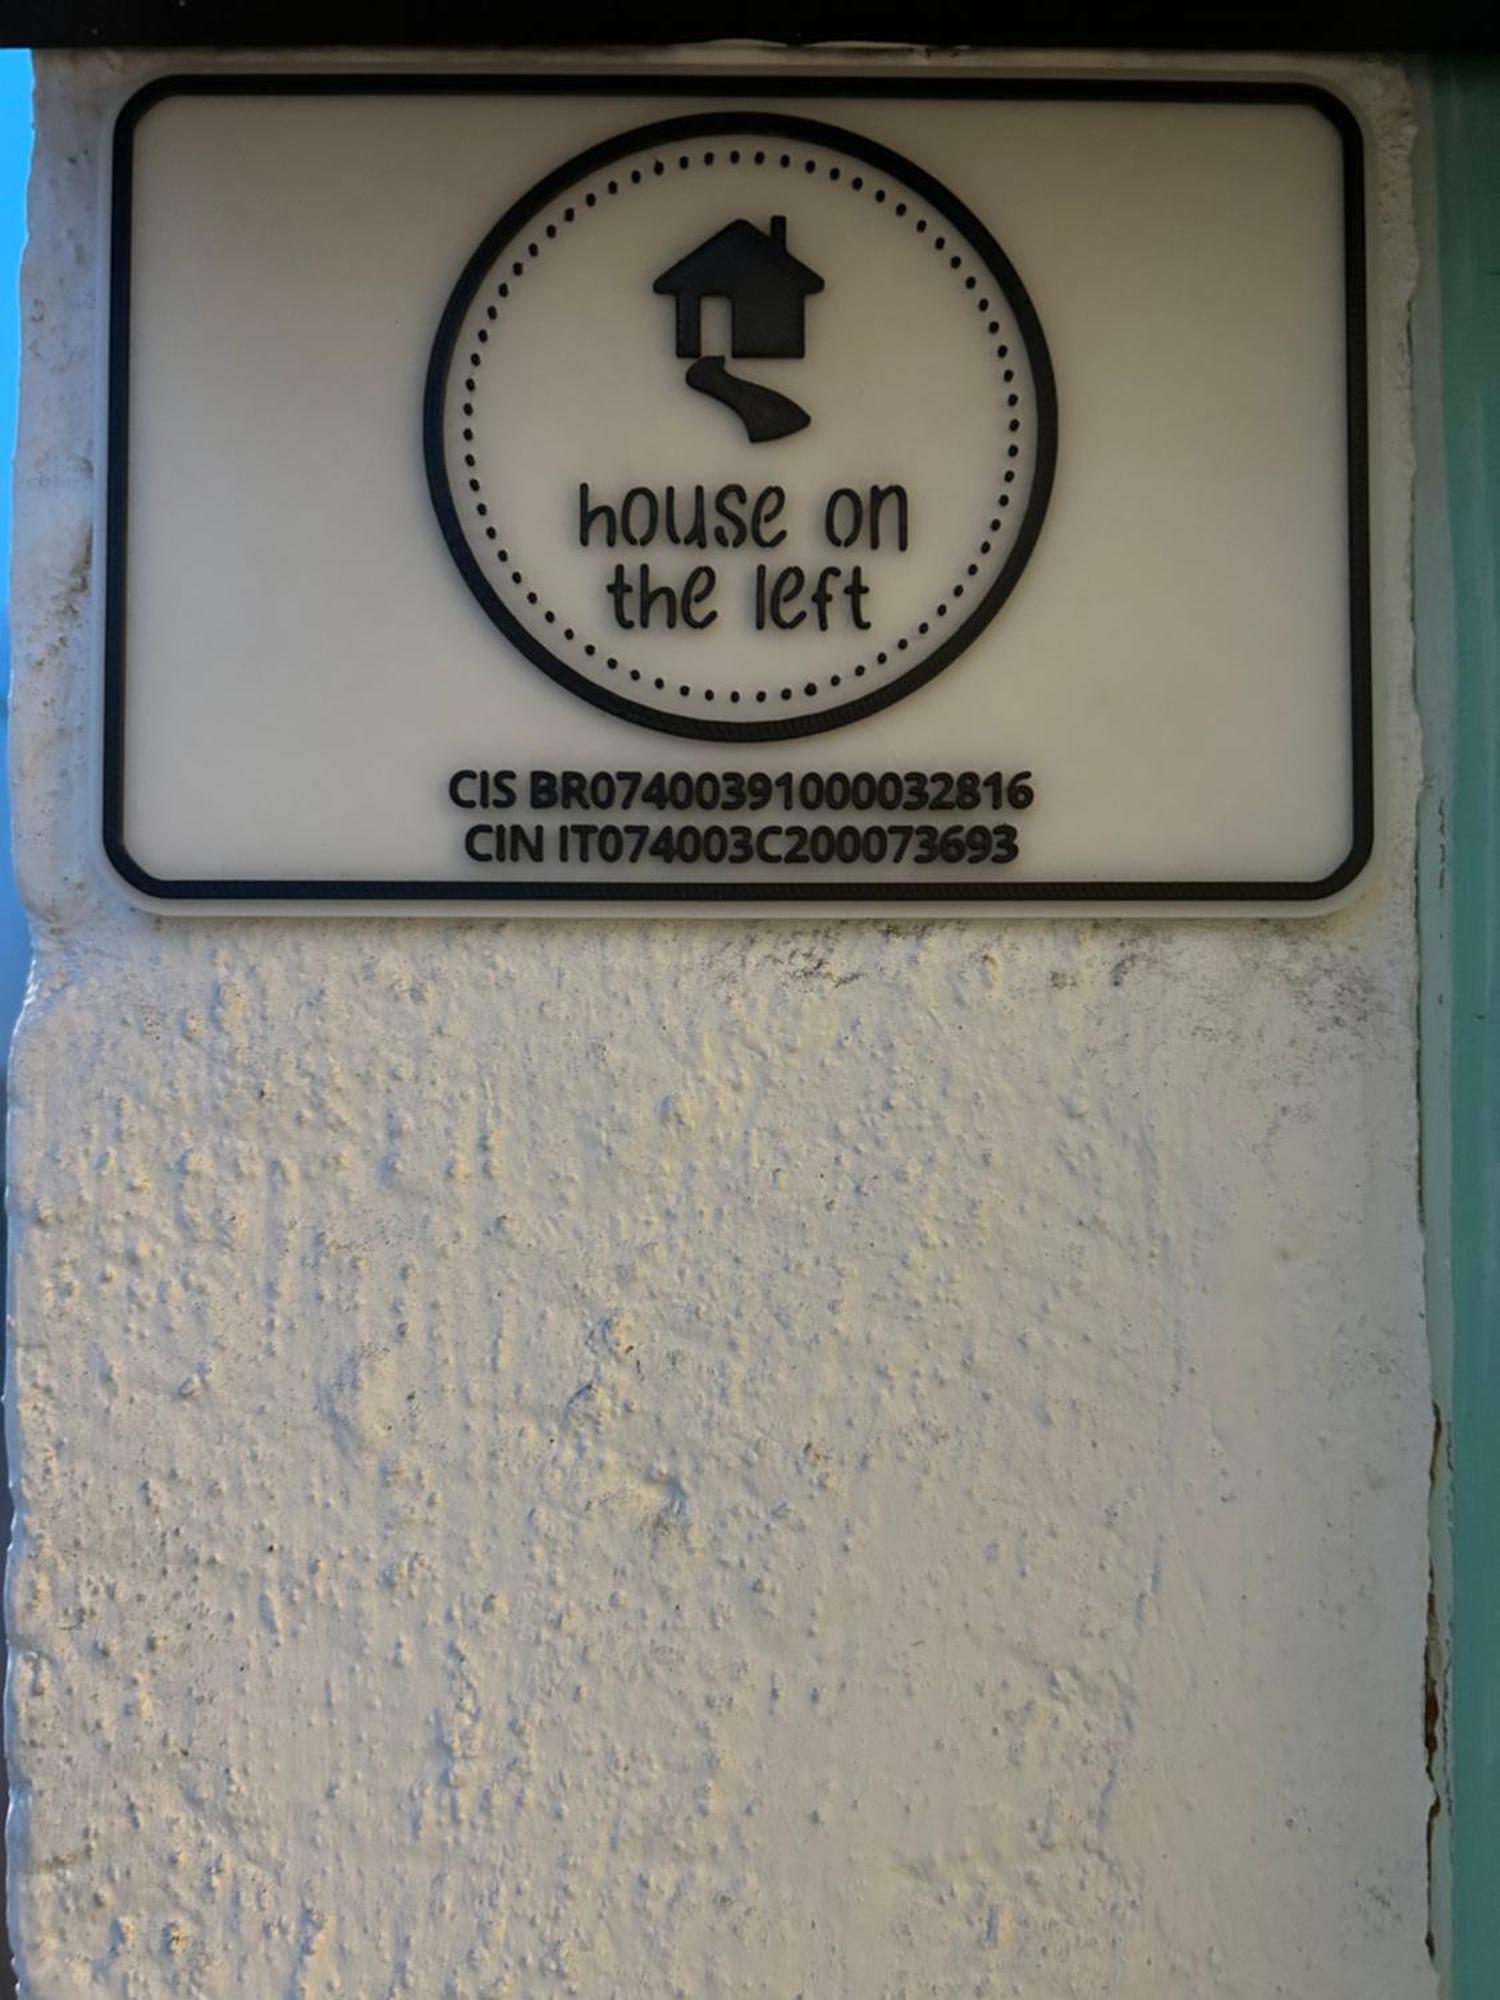 house on
the left
CIS BR07400391000032816
CIN IT074003C200073693